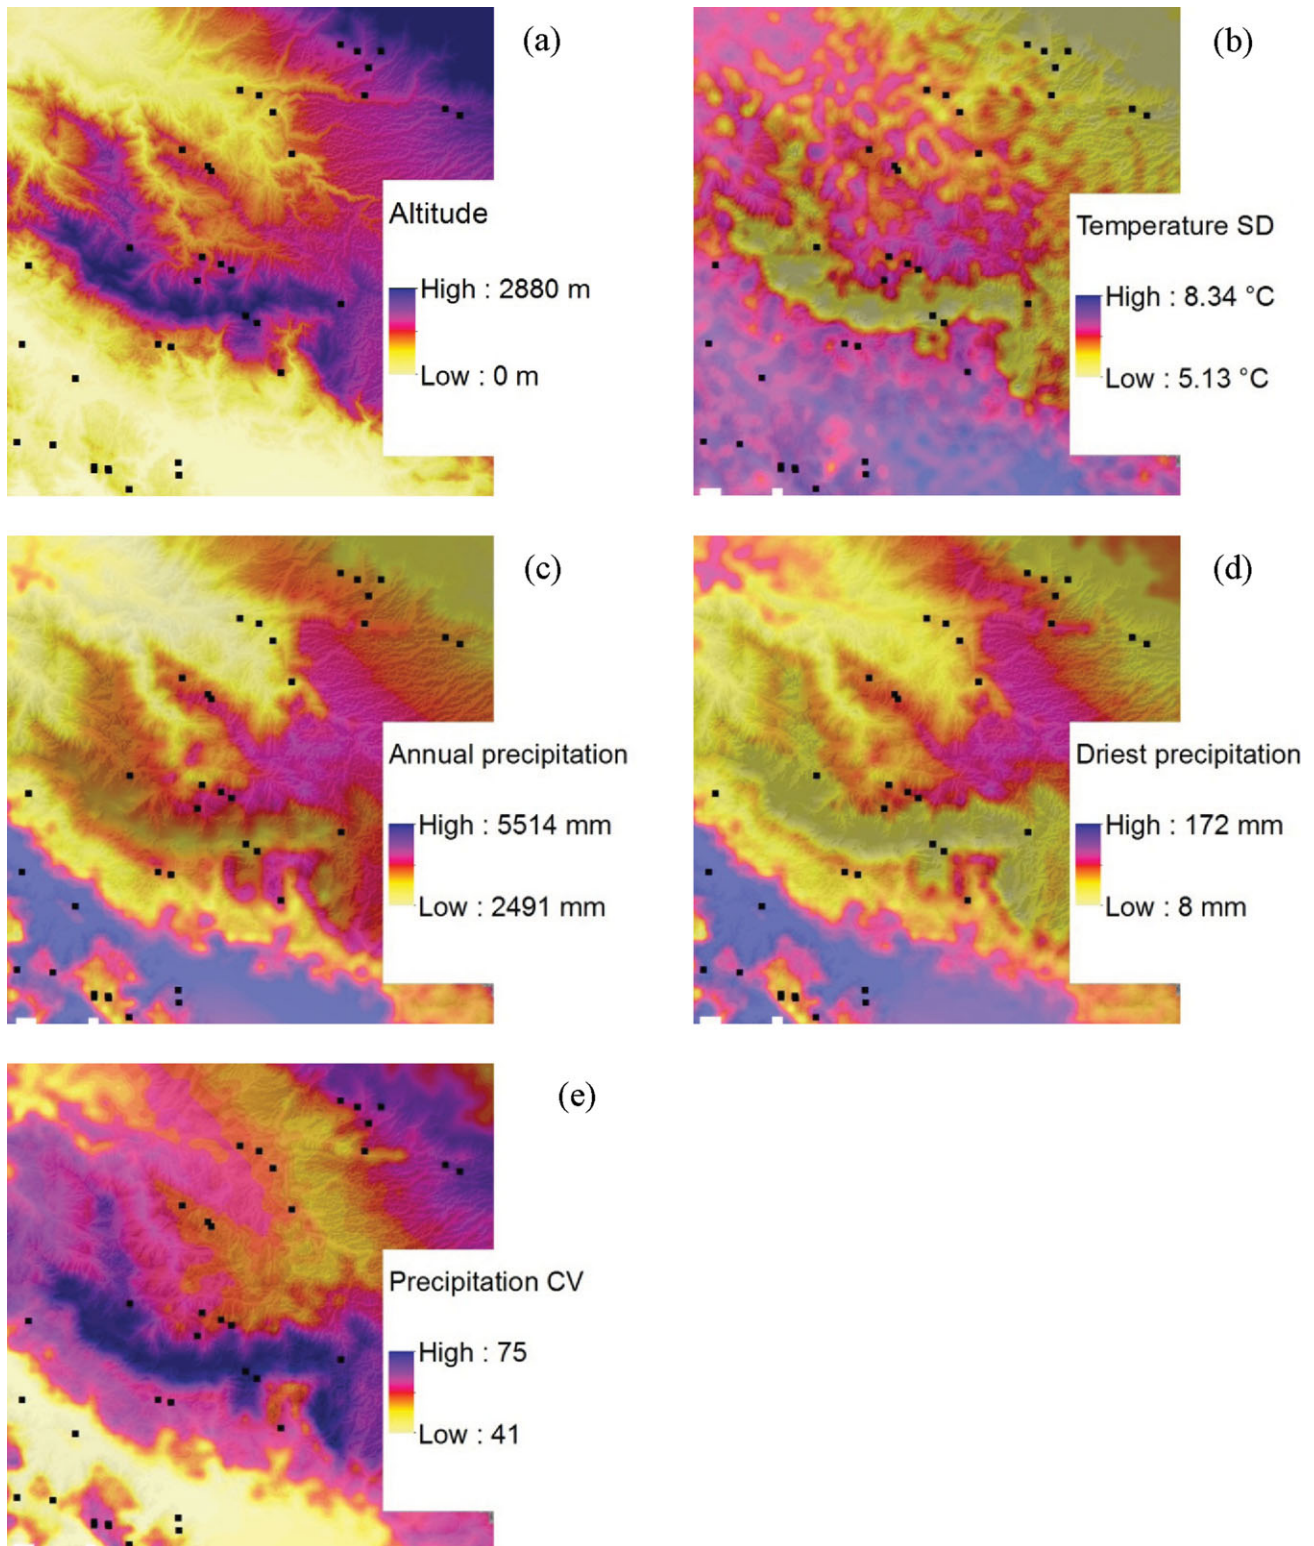 (a)
Altitude
High : 2880 m
Low : 0 m
(b)
Temperature SD
High : 8.34 °C
Low : 5.13 °C
(c)
Annual precipitation
High : 5514 mm
Low : 2491 mm
(d)
Driest precipitation
High : 172 mm
Low : 8 mm
(e)
Precipitation CV
High : 75
Low : 41